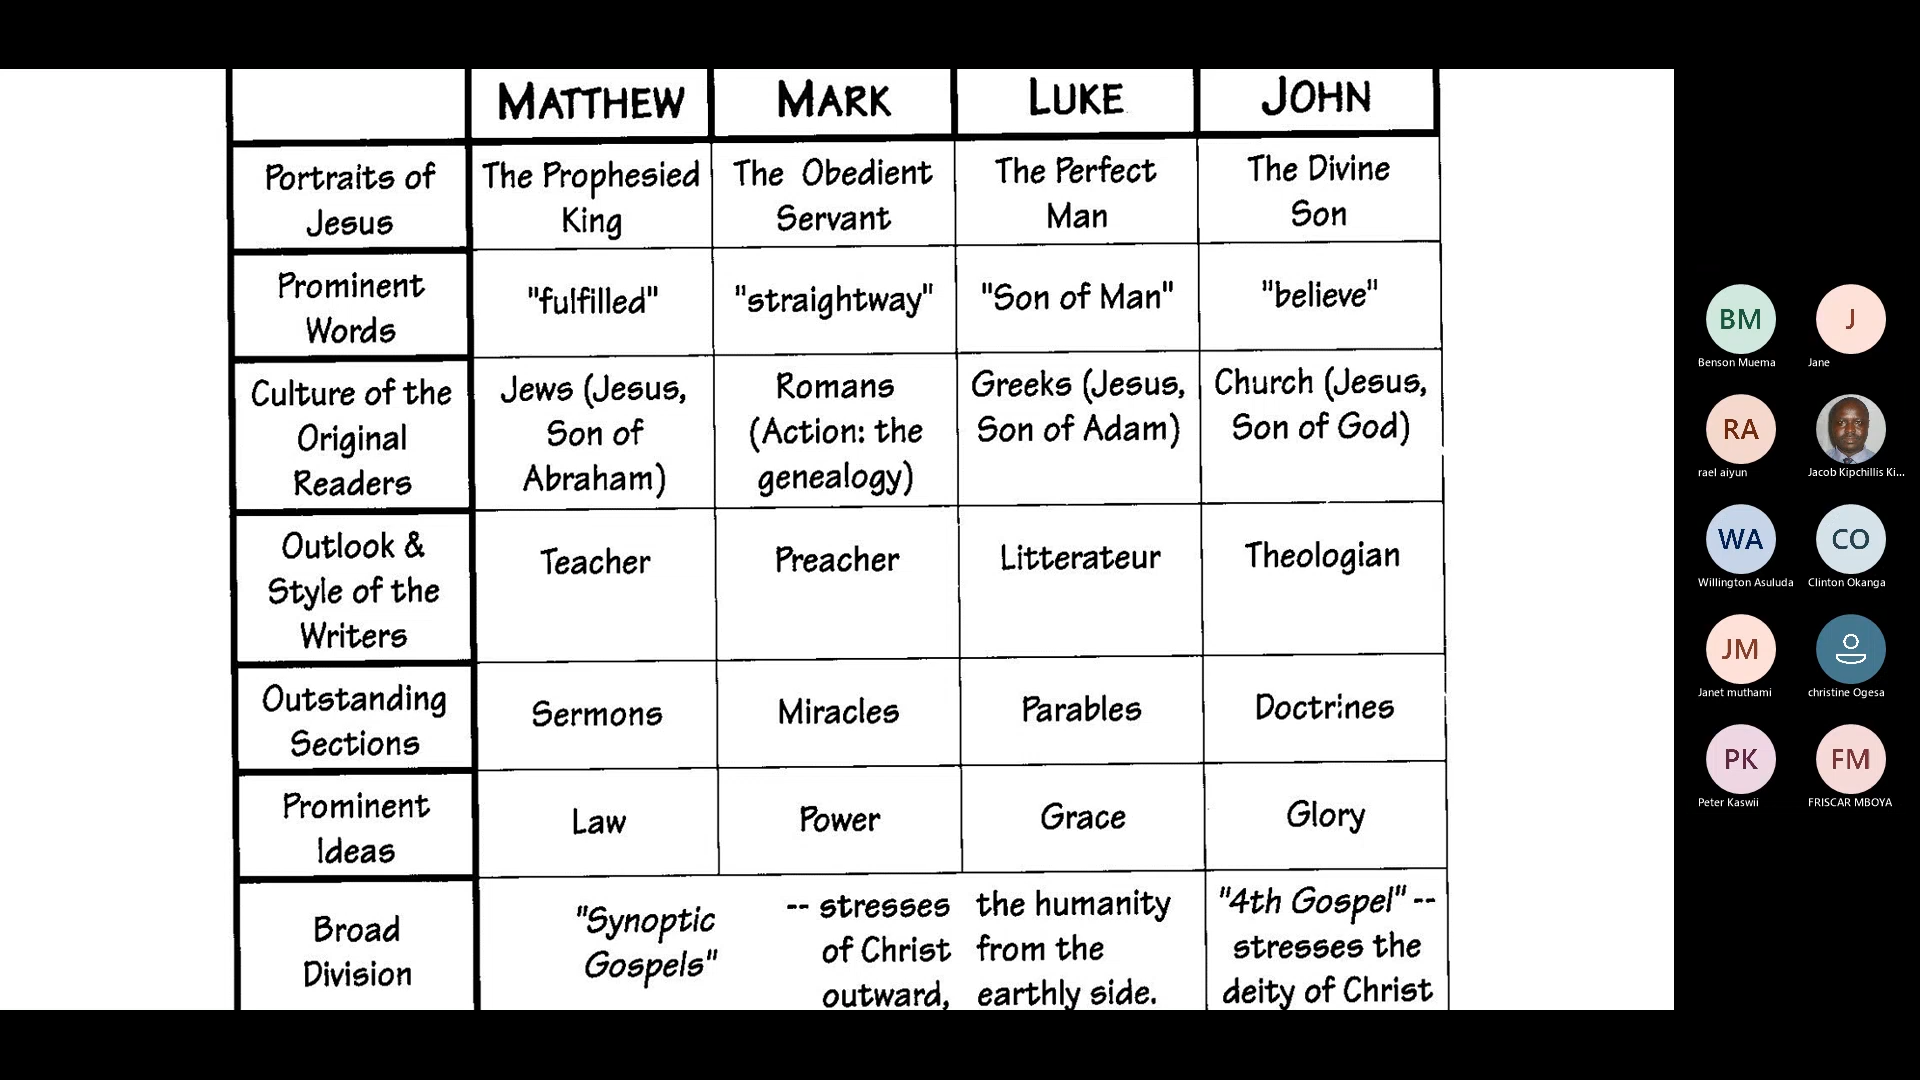 MATTHEW MARK LUKE JOHN
Portraits of
Jesus
The Prophesied
King
The Obedient
Servant
The Perfect
Man
The Divine
Son
Prominent
Words
"fulfilled"
"straightway"
"Son of Man"
"believe"
Culture of the
Original
Readers
Jews (Jesus,
Son of
Abraham)
Romans
(Action: the
genealogy)
Greeks (Jesus,
Son of Adam)
Church (Jesus,
Son of God)
Outlook &
Style of the
Writers
Teacher
Preacher
Litterateur
Theologian
Outstanding
Sections
Sermons
Miracles
Parables
Doctrines
Prominent
Ideas
Law
Power
Grace
Glory
Broad
Division
"Synoptic
Gospels"
-- stresses the humanity
of Christ from the
outward, earthly side.
"4th Gospel" --
stresses the
deity of Christ
BM
Benson Muema
J
Jane
RA
rael aiyun
Jacob Kipchillis Ki...
WA
Willington Asuluda
CO
Clinton Okanga
JM
Janet muthami
christine Ogesa
PK
Peter Kaswii
FM
FRISCAR MBOYA